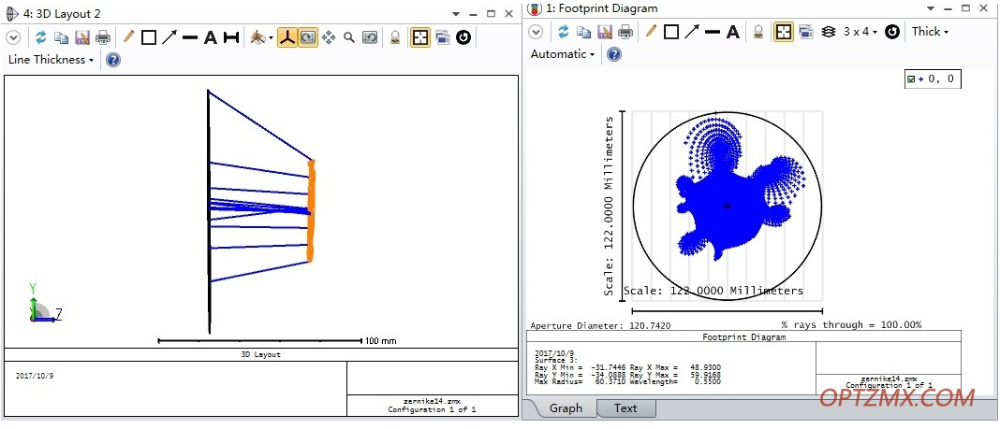 4: 3D Layout 2
Line Thickness
100 mm
3D Layout
2017/10/9
zernike14.zmx
Configuration 1 of 1
Y
Z
1: Footprint Diagram
3 x 4
Thick
Automatic
0, 0
Scale: 122.0000 Millimeters
Scale: 122.0000 Millimeters
Aperture Diameter: 120.7420
% rays through = 100.00%
Footprint Diagram
2017/10/9
Surface 3:
Ray X Min = -31.7446 Ray X Max = 48.9300
Ray Y Min = -34.0888 Ray Y Max = 59.9168
Max Radius= 60.3710 Wavelength= 0.5500
zernike14.zmx
Configuration 1 of 1
OPTZMX.COM
Graph
Text